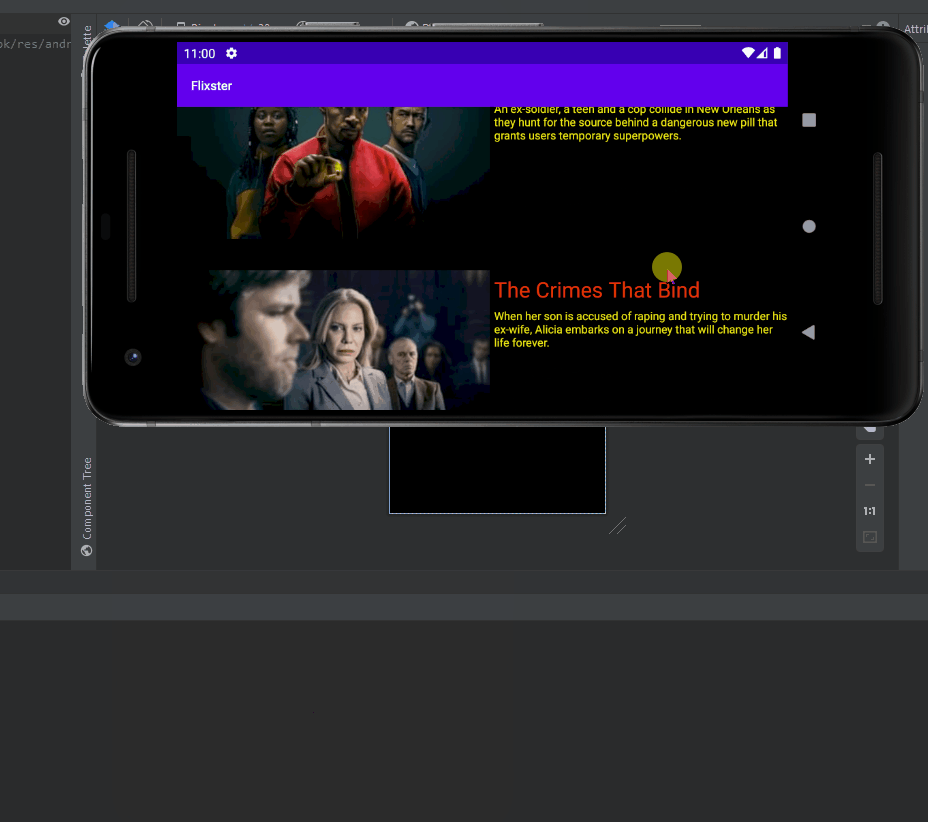 ok/res/andr
Attri
11:00
Flixster
An ex-soldier, a teen and a cop collide in New Orleans as
they hunt for the source behind a dangerous new pill that
grants users temporary superpowers.
The Crimes That Bind
When her son is accused of raping and trying to murder his
ex-wife, Alicia embarks on a journey that will change her
life forever.
Component Tree
1:1